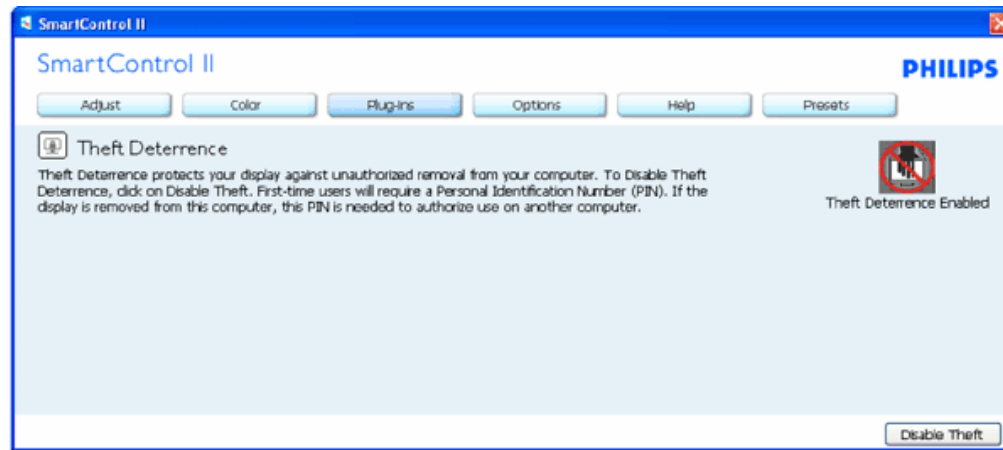 SmartControl II
SmartControl II
PHILIPS
Adjust Color Plug-Ins Options Help Presets
Theft Deterrence
Theft Deterrence protects your display against unauthorized removal from your computer. To Disable Theft
Deterrence, click on Disable Theft. First-time users will require a Personal Identification Number (PIN). If the
display is removed from this computer, this PIN is needed to authorize use on another computer.
Theft Deterrence Enabled
Disable Theft